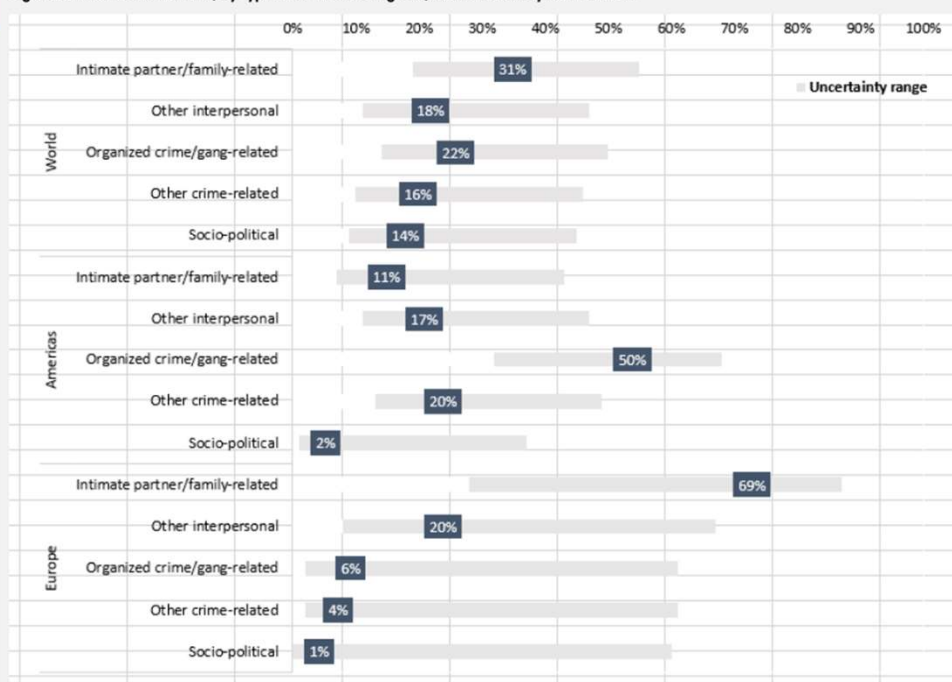 0% 10% 20% 30% 40% 50% 60% 70% 80% 90% 100%
World
Intimate partner/family-related 31%
Uncertainty range
Other interpersonal 18%
Organized crime/gang-related 22%
Other crime-related 16%
Socio-political 14%
Americas
Intimate partner/family-related 11%
Other interpersonal 17%
Organized crime/gang-related 50%
Other crime-related 20%
Socio-political 2%
Europe
Intimate partner/family-related 69%
Other interpersonal 20%
Organized crime/gang-related 6%
Other crime-related 4%
Socio-political 1%